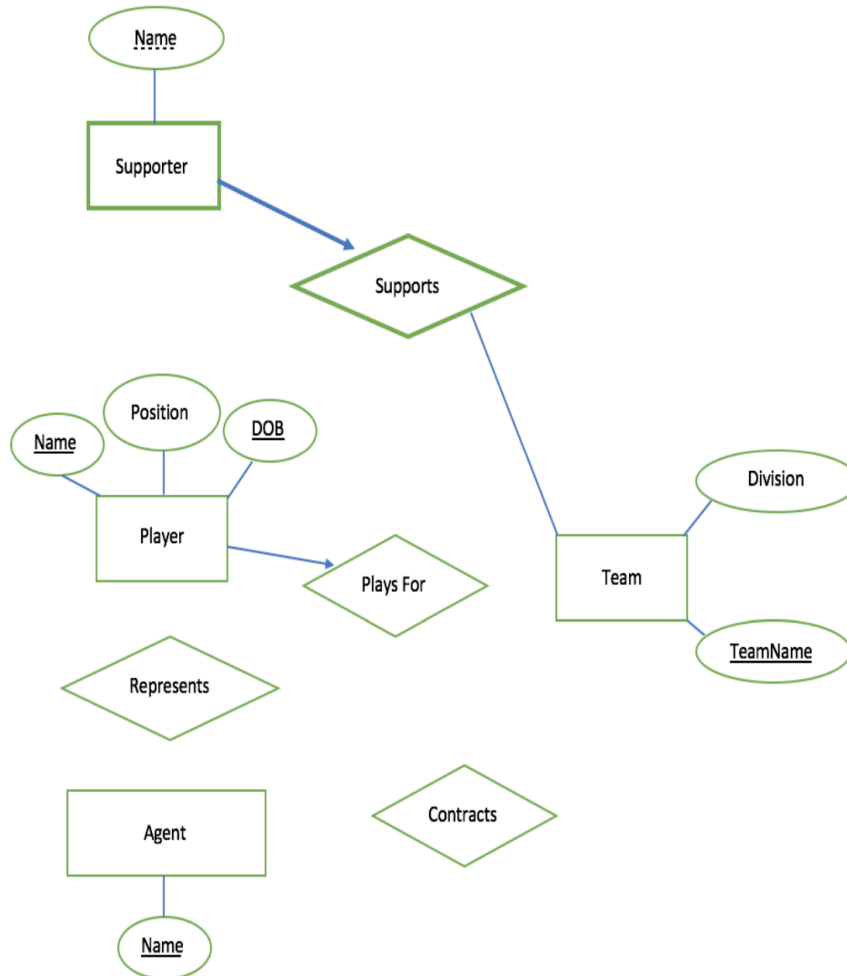 Name
Supporter
Supports
Position
Name
DOB
Division
Player
Plays For
Team
TeamName
Represents
Contracts
Agent
Name